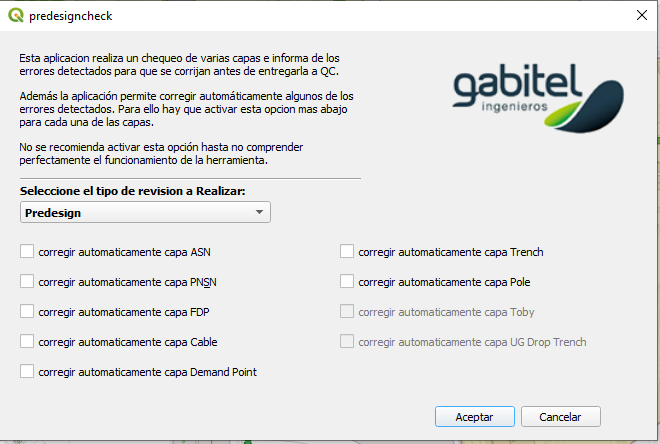 predesigncheck
Esta aplicacion realiza un chequeo de varias capas e informa de los
errores detectados para que se corrijan antes de entregarla a QC.
Además la aplicación permite corregir automáticamente algunos de los
errores detectados. Para ello hay que activar esta opcion mas abajo
para cada una de las capas.
No se recomienda activar esta opción hasta no comprender
perfectamente el funcionamiento de la herramienta.
gabitel
ingenieros
Seleccione el tipo de revision a Realizar:
Predesign
corregir automaticamente capa ASN
corregir automaticamente capa PNSN
corregir automaticamente capa FDP
corregir automaticamente capa Cable
corregir automaticamente capa Demand Point
corregir automaticamente capa Trench
corregir automaticamente capa Pole
corregir automaticamente capa Toby
corregir automaticamente capa UG Drop Trench
Aceptar
Cancelar